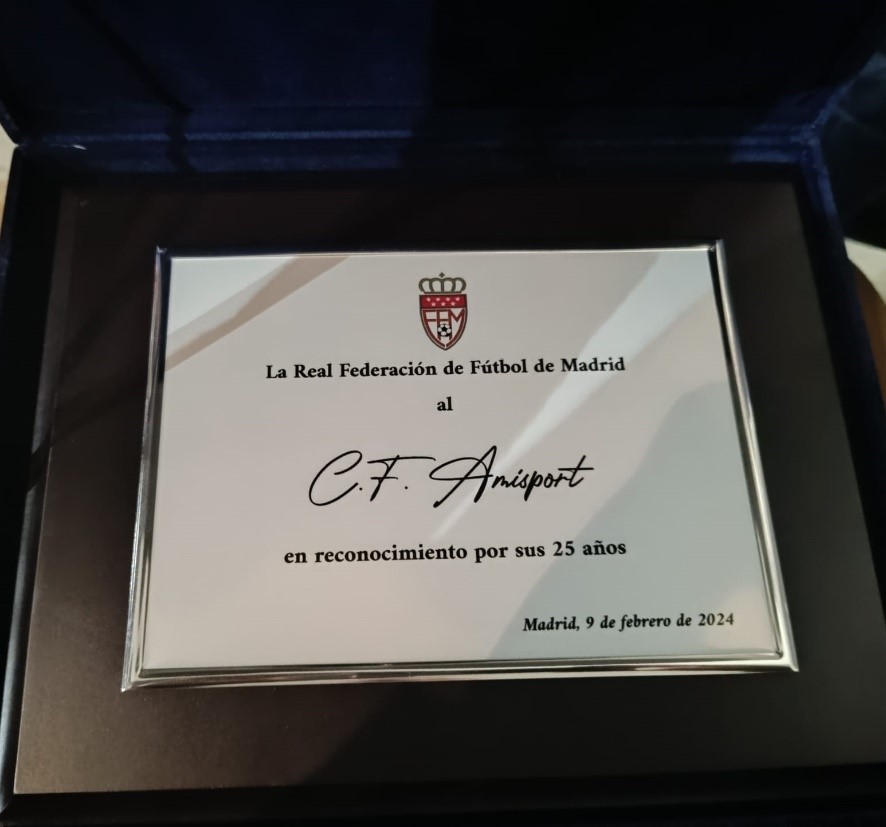 FFM
La Real Federación de Fútbol de Madrid
al
C.F. Amisport
en reconocimiento por sus 25 años
Madrid, 9 de febrero de 2024